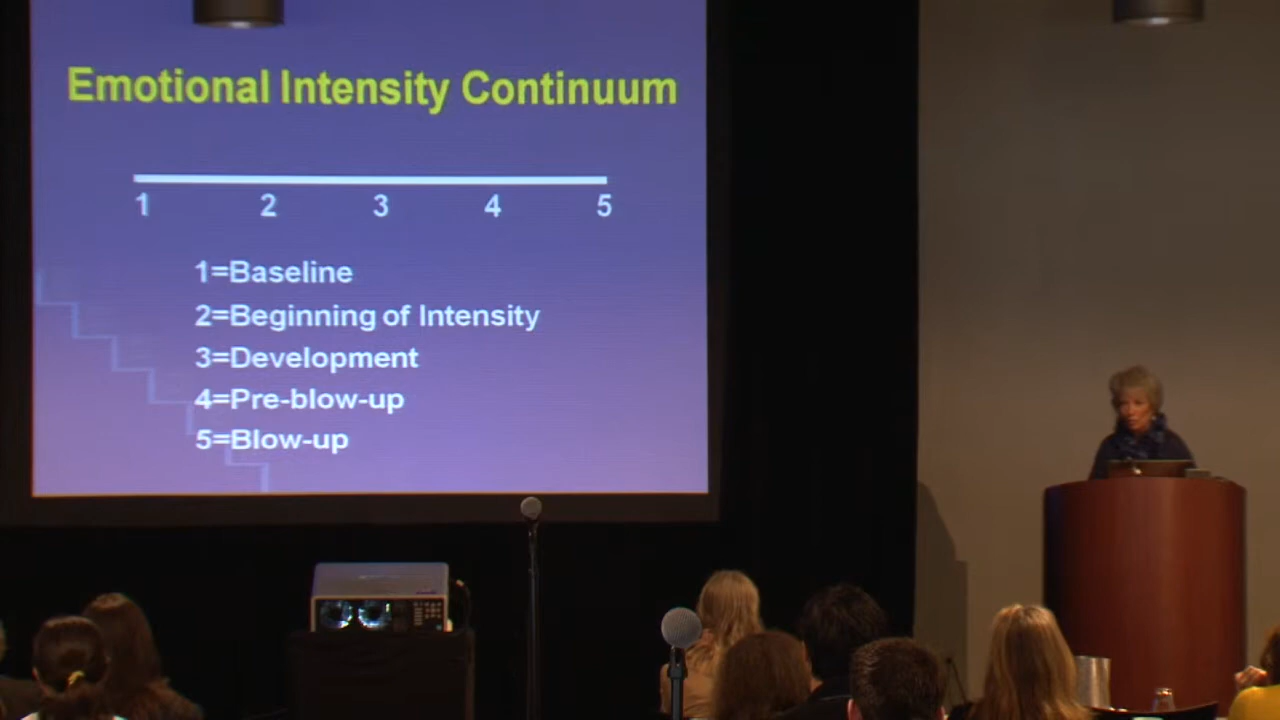 Emotional Intensity Continuum
1 2 3 4 5
1=Baseline
2=Beginning of Intensity
3=Development
4=Pre-blow-up
5=Blow-up